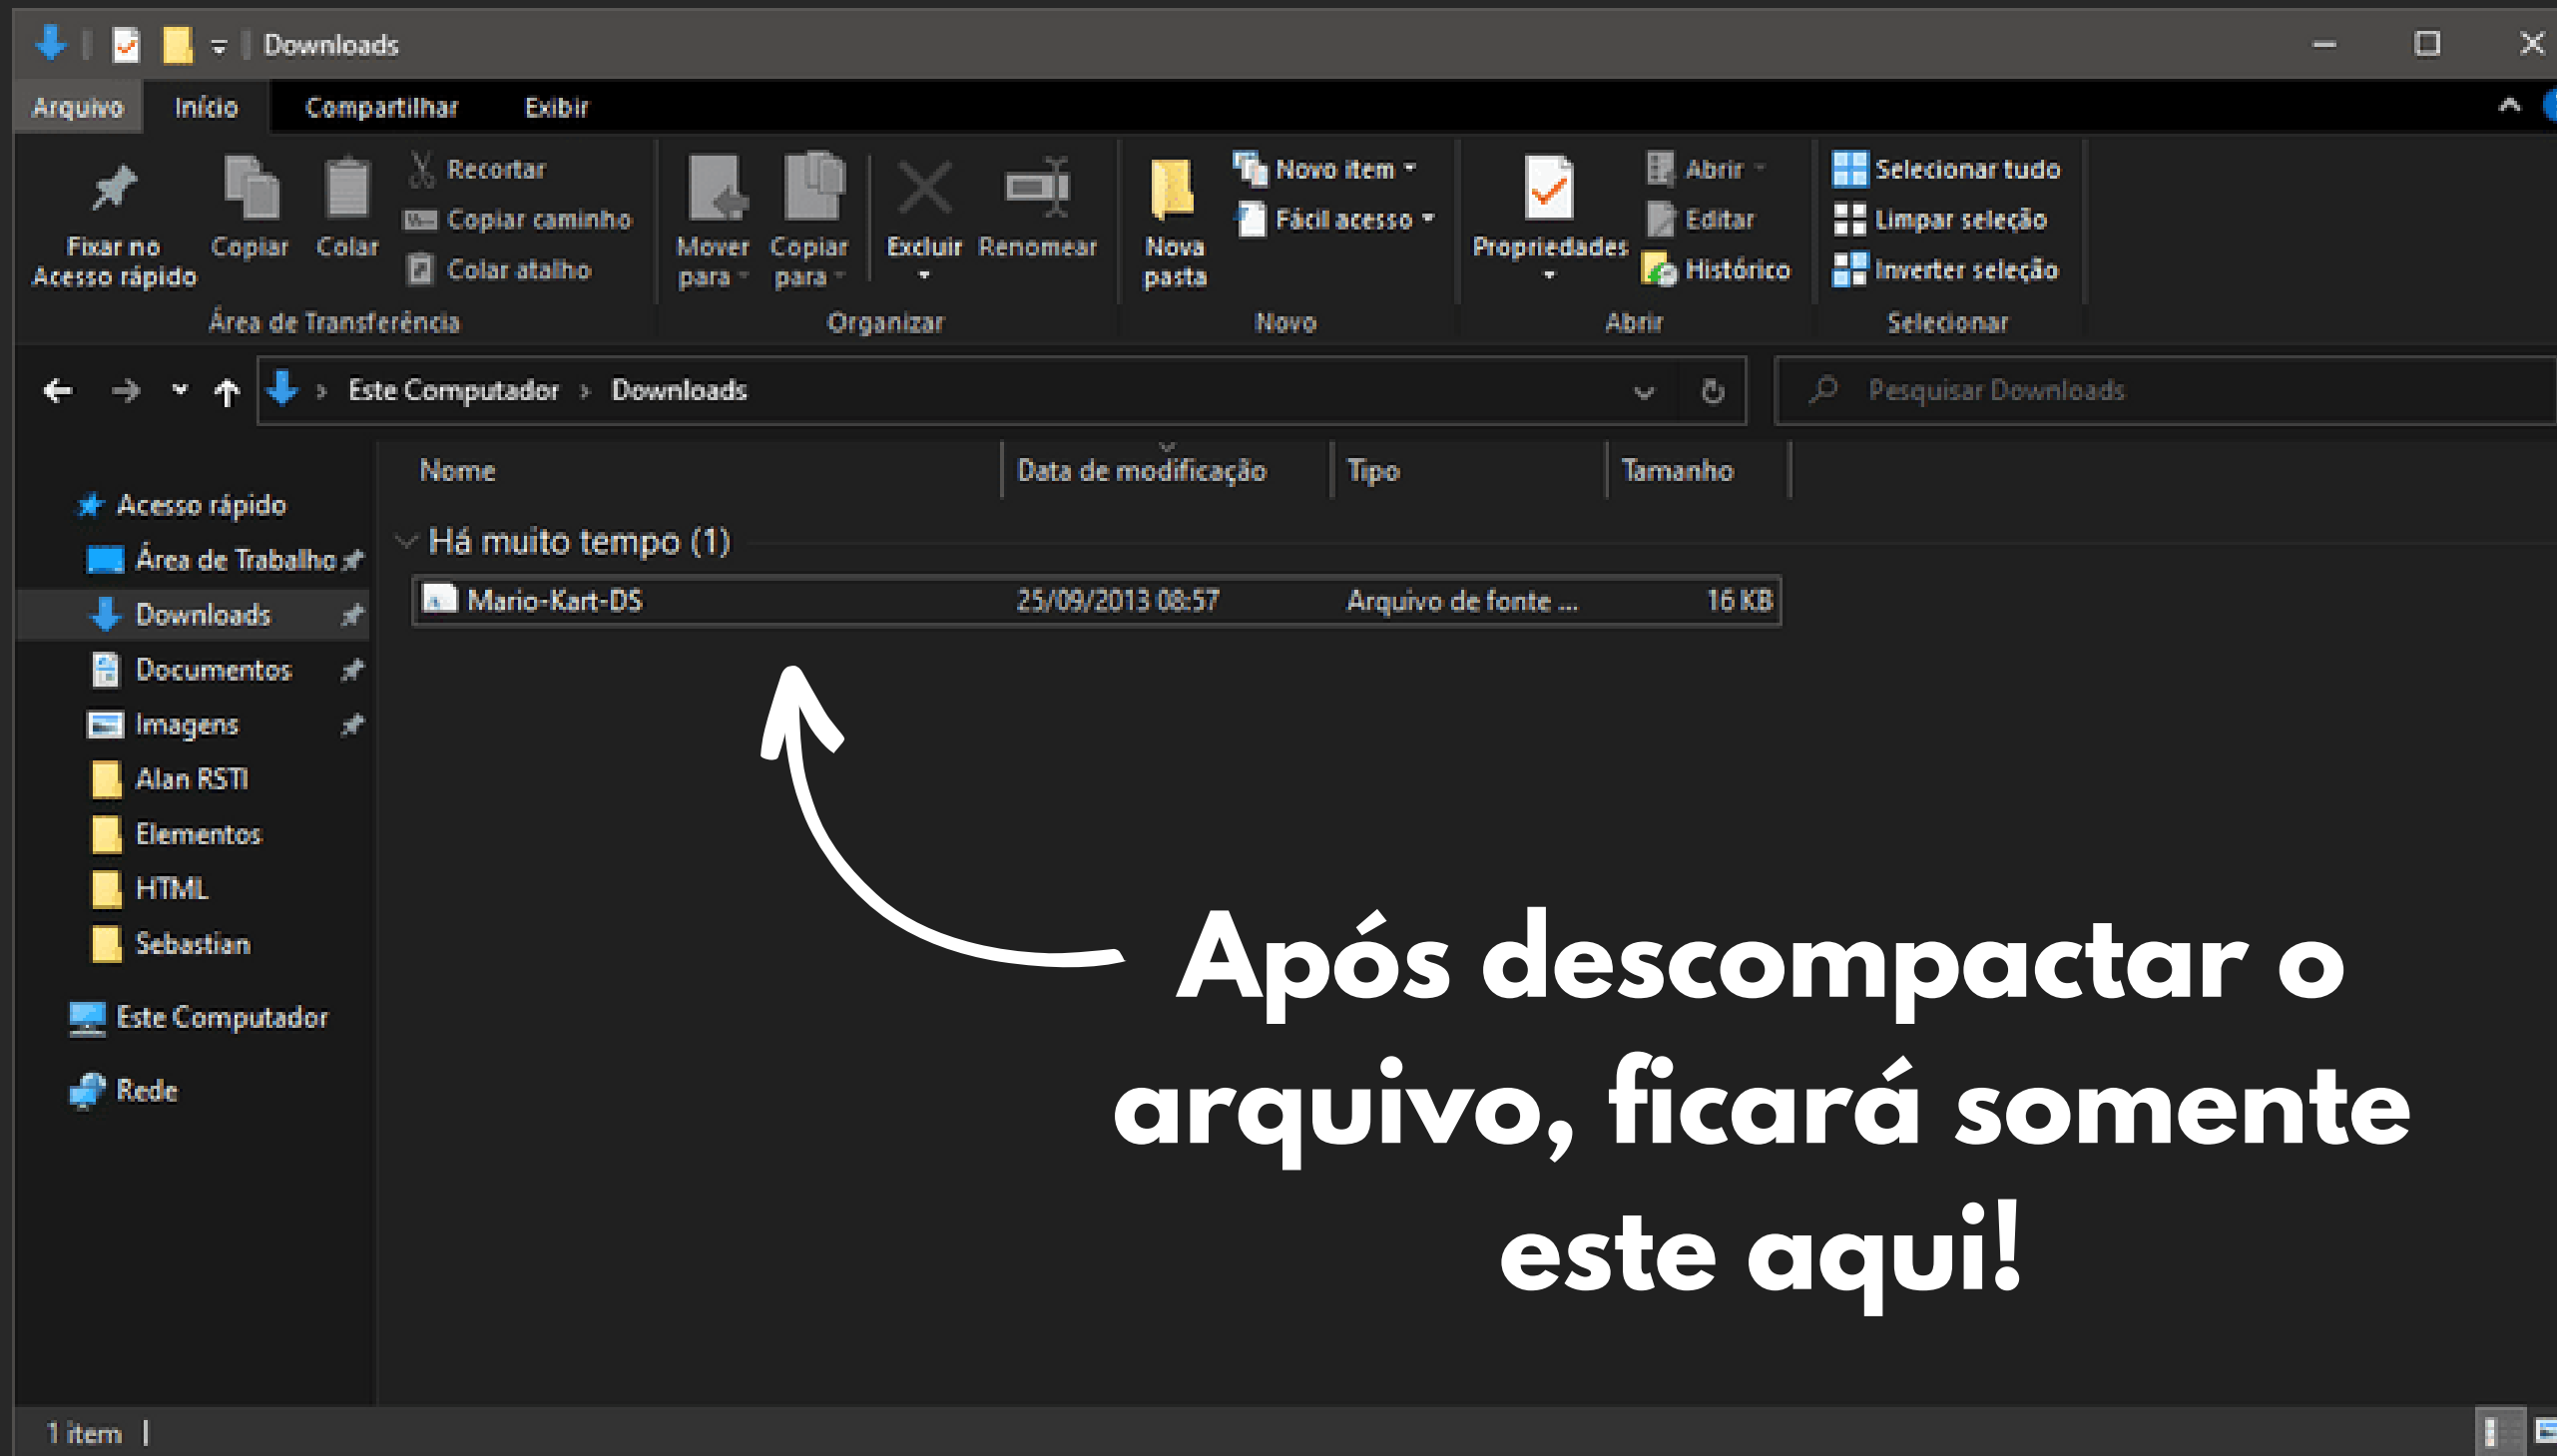 Downloads
Arquivo Início Compartilhar Exibir
Fixar no
Acesso rápido
Copiar
Colar
Recortar
Copiar caminho
Colar atalho
Área de Transferência
Mover
para
Copiar
para
Excluir
Renomear
Organizar
Nova
pasta
Novo item
Fácil acesso
Novo
Propriedades
Abrir
Editar
Histórico
Abrir
Selecionar tudo
Limpar seleção
Inverter seleção
Selecionar
Este Computador › Downloads
Pesquisar Downloads
Nome Data de modificação Tipo Tamanho
Acesso rápido
Área de Trabalho
Downloads
Documentos
Imagens
Alan RSTI
Elementos
HTML
Sebastian
Este Computador
Rede
Há muito tempo (1)
Mario-Kart-DS 25/09/2013 08:57 Arquivo de fonte ... 16 KB
Após descompactar o
arquivo, ficará somente
este aqui!
1 item